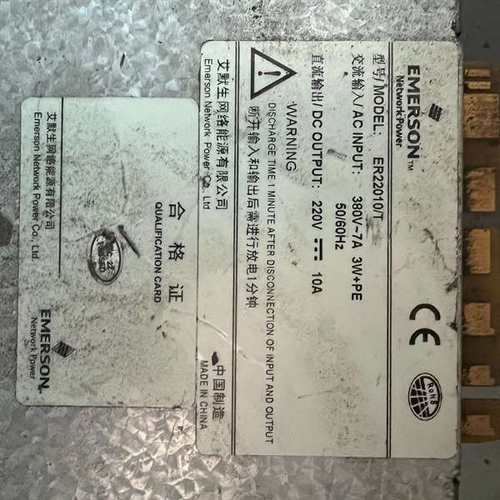 EMERSON™
Network Power
型号/MODEL: ER22010/T
交流输入/AC INPUT: 380V~7A 3W+PE
50/60Hz
直流输出/DC OUTPUT: 220V 10A
WARNING
DISCHARGE TIME 1 MINUTE AFTER DISCONNECTION OF INPUT AND OUTPUT
断开输入和输出后需进行放电1分钟
艾默生网络能源有限公司
Emerson Network Power Co., Ltd
中国制造
MADE IN CHINA
CE
RoHS
EMERSON
Network Power
合格证
QUALIFICATION CARD
艾默生网络能源有限公司
Emerson Network Power Co., Ltd